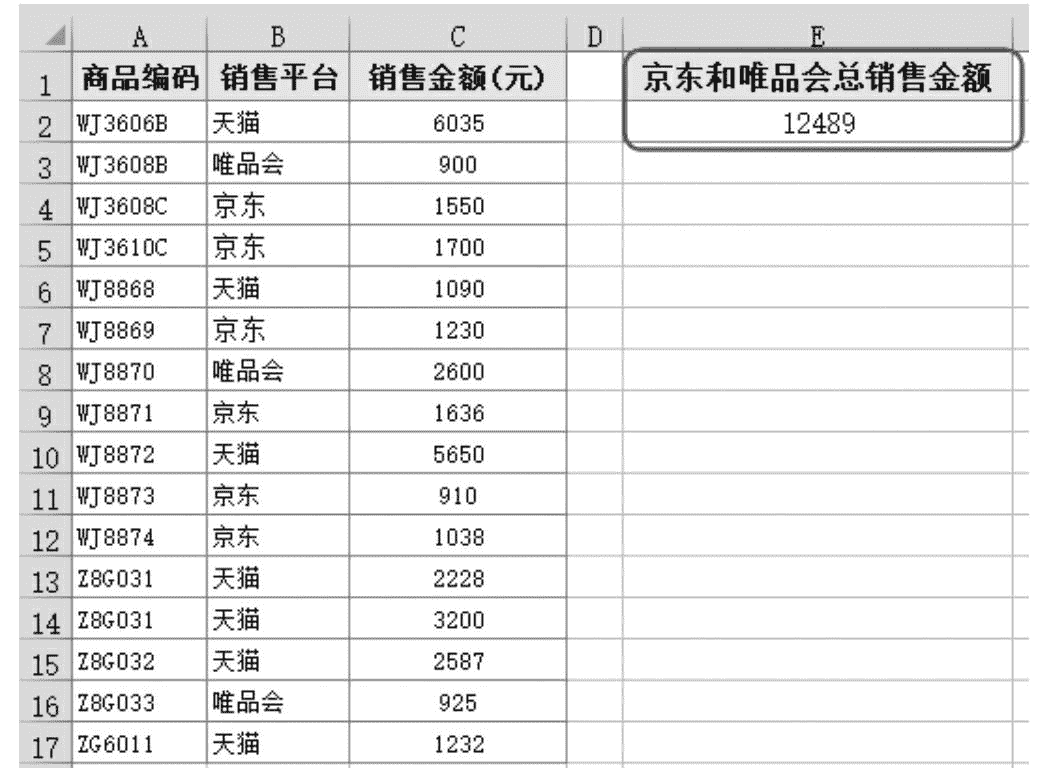 A B C D E
1 商品编码 销售平台 销售金额(元) 京东和唯品会总销售金额
2 WJ3606B 天猫 6035 12489
3 WJ3608B 唯品会 900
4 WJ3608C 京东 1550
5 WJ3610C 京东 1700
6 WJ8868 天猫 1090
7 WJ8869 京东 1230
8 WJ8870 唯品会 2600
9 WJ8871 京东 1636
10 WJ8872 天猫 5650
11 WJ8873 京东 910
12 WJ8874 京东 1038
13 Z8G031 天猫 2228
14 Z8G031 天猫 3200
15 Z8G032 天猫 2587
16 Z8G033 唯品会 925
17 ZG6011 天猫 1232